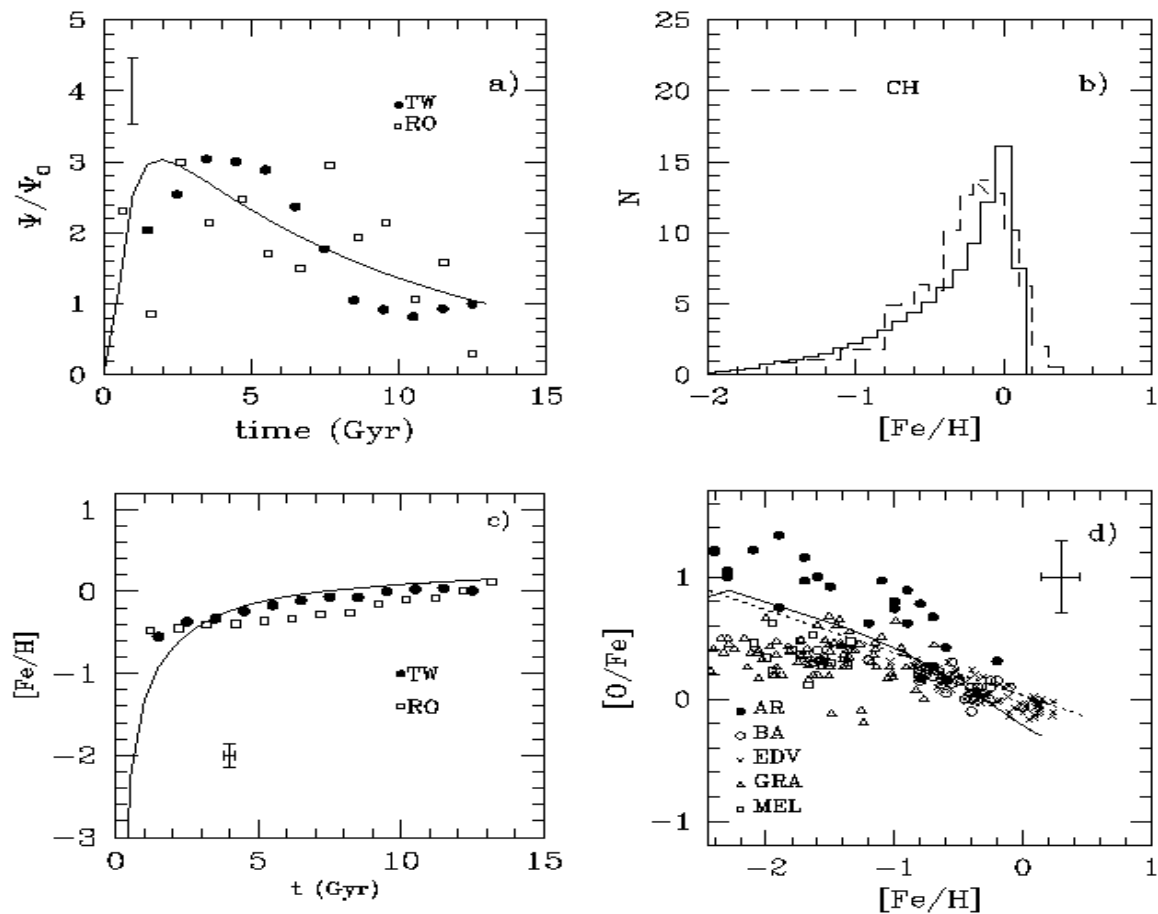 a)
Ψ/Ψ₀
5
4
3
2
1
0
TW
RO
0
5
10
15
time (Gyr)
b)
N
25
20
15
10
5
0
CH
−2
−1
0
1
[Fe/H]
c)
[Fe/H]
1
0
−1
−2
−3
TW
RO
0
5
10
15
t (Gyr)
d)
[O/Fe]
1
0
−1
AR
BA
EDV
GRA
MEL
−2
−1
0
1
[Fe/H]